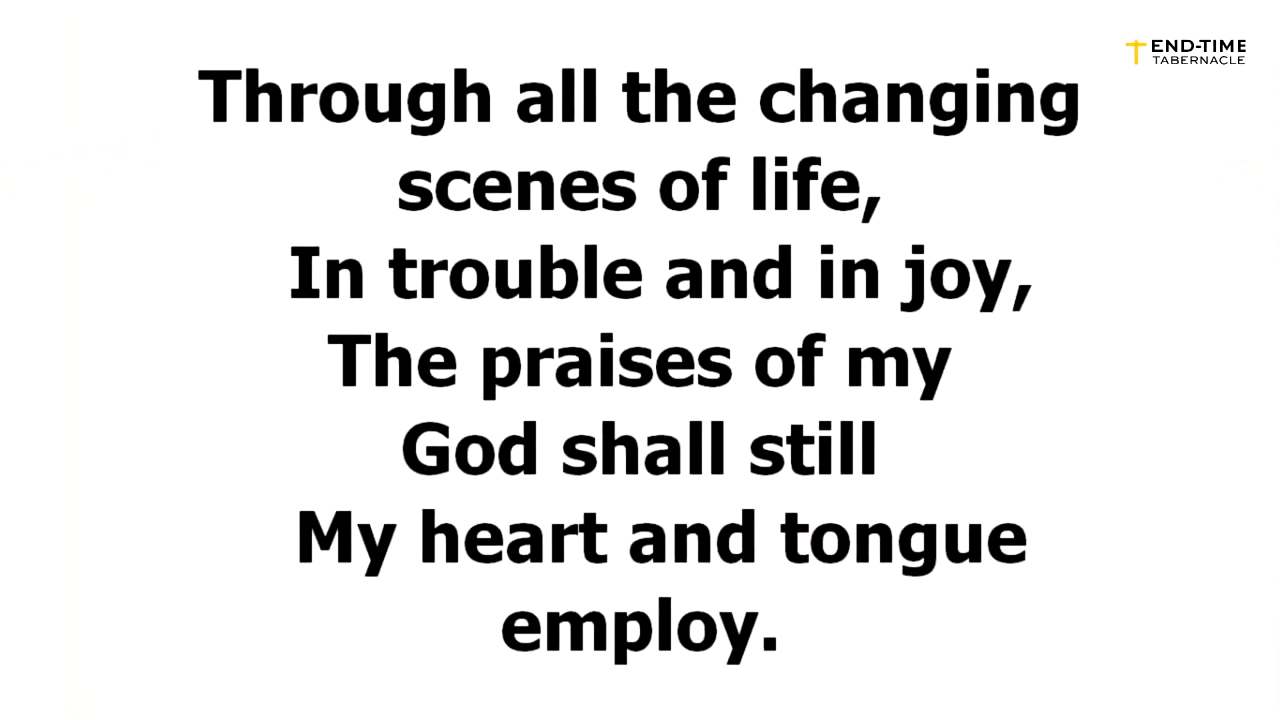 END-TIME
TABERNACLE
Through all the changing
scenes of life,
In trouble and in joy,
The praises of my
God shall still
My heart and tongue
employ.